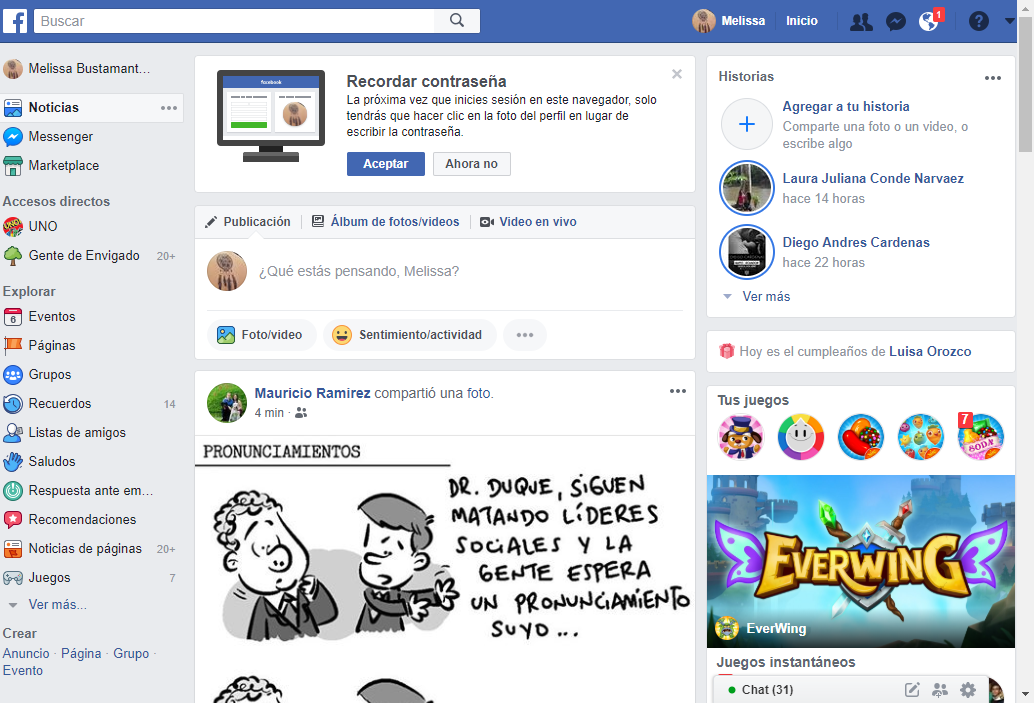 Buscar
Melissa
Inicio
1
Melissa Bustamant...
Noticias
Messenger
Marketplace
Accesos directos
UNO
Gente de Envigado 20+
Explorar
6
Eventos
Páginas
Grupos
Recuerdos 14
Listas de amigos
Saludos
Respuesta ante em...
Recomendaciones
Noticias de páginas 20+
Juegos 7
Ver más...
Crear
Anuncio · Página · Grupo ·
Evento
facebook
Recordar contraseña
La próxima vez que inicies sesión en este navegador, solo
tendrás que hacer clic en la foto del perfil en lugar de
escribir la contraseña.
Aceptar
Ahora no
Publicación
Álbum de fotos/videos
Video en vivo
¿Qué estás pensando, Melissa?
Foto/video
Sentimiento/actividad
Mauricio Ramirez compartió una foto.
4 min ·
PRONUNCIAMIENTOS
DR. DUQUE, SIGUEN
MATANDO LÍDERES
SOCIALES Y LA
GENTE ESPERA
UN PRONUNCIAMIENTO
SUYO...
Historias
Agregar a tu historia
Comparte una foto o un video, o
escribe algo
Laura Juliana Conde Narvaez
hace 14 horas
Diego Andres Cardenas
hace 22 horas
Ver más
Hoy es el cumpleaños de Luisa Orozco
Tus juegos
7
SODA
EVERWING
EverWing
Juegos instantáneos
Chat (31)